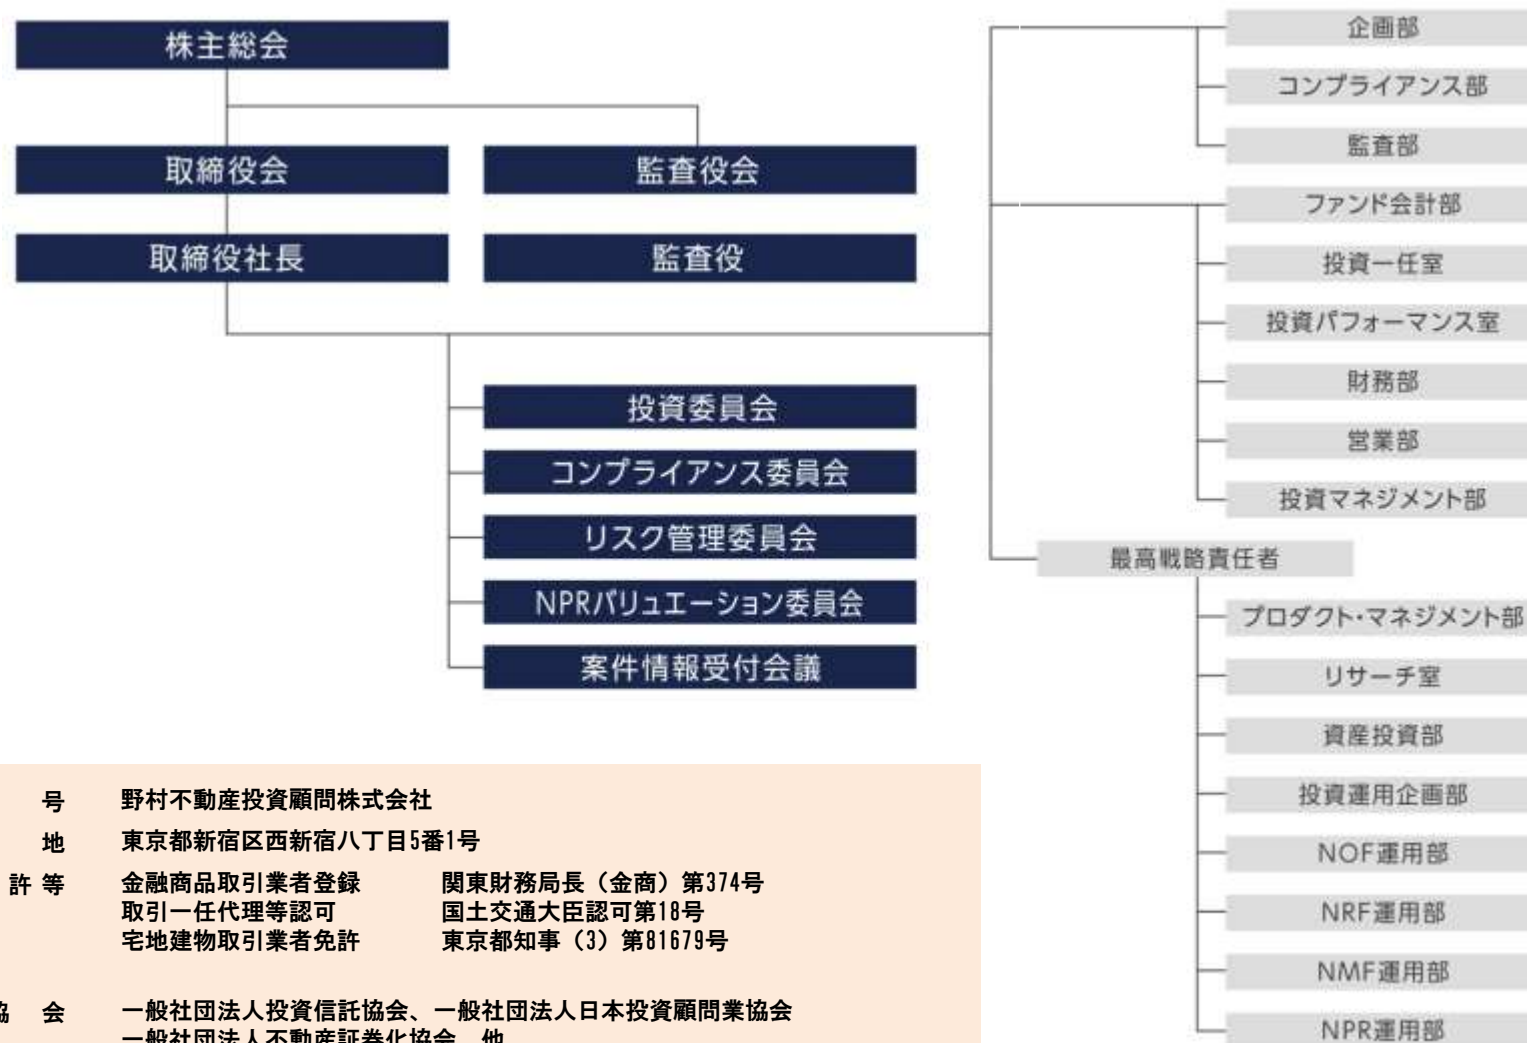 株主総会
取締役会
監査役会
取締役社長
監査役
投資委員会
コンプライアンス委員会
リスク管理委員会
NPRバリュエーション委員会
案件情報受付会議
企画部
コンプライアンス部
監査部
ファンド会計部
投資一任室
投資パフォーマンス室
財務部
営業部
投資マネジメント部
最高戦略責任者
プロダクト・マネジメント部
リサーチ室
資産投資部
投資運用企画部
NOF運用部
NRF運用部
NMF運用部
NPR運用部
号 野村不動産投資顧問株式会社
地 東京都新宿区西新宿八丁目5番1号
許 等 金融商品取引業者登録 関東財務局長（金商）第374号
取引一任代理等認可 国土交通大臣認可第18号
宅地建物取引業者免許 東京都知事（3）第81679号
協 会 一般社団法人投資信託協会、一般社団法人日本投資顧問業協会
一般社団法人不動産証券化協会 他